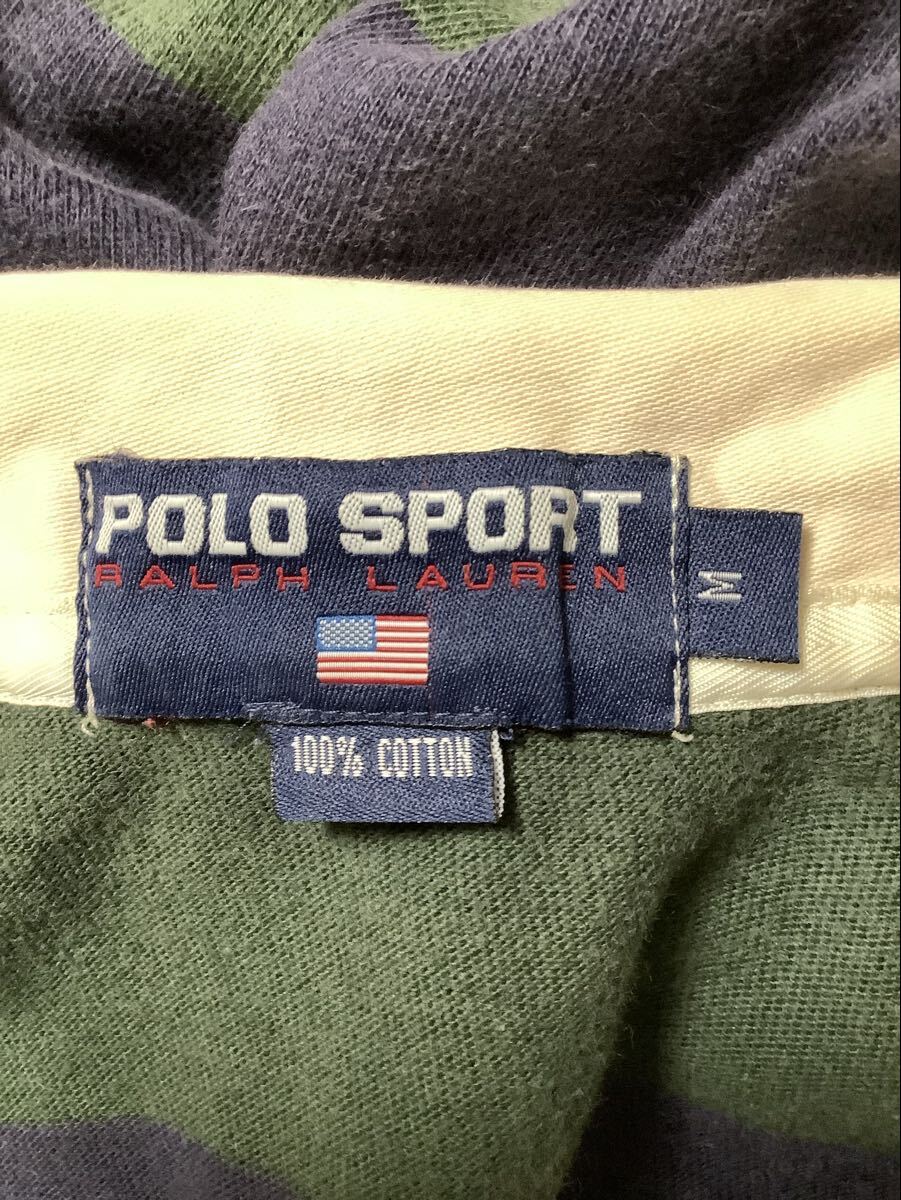 POLO SPORT
RALPH LAUREN
M
100% COTTON